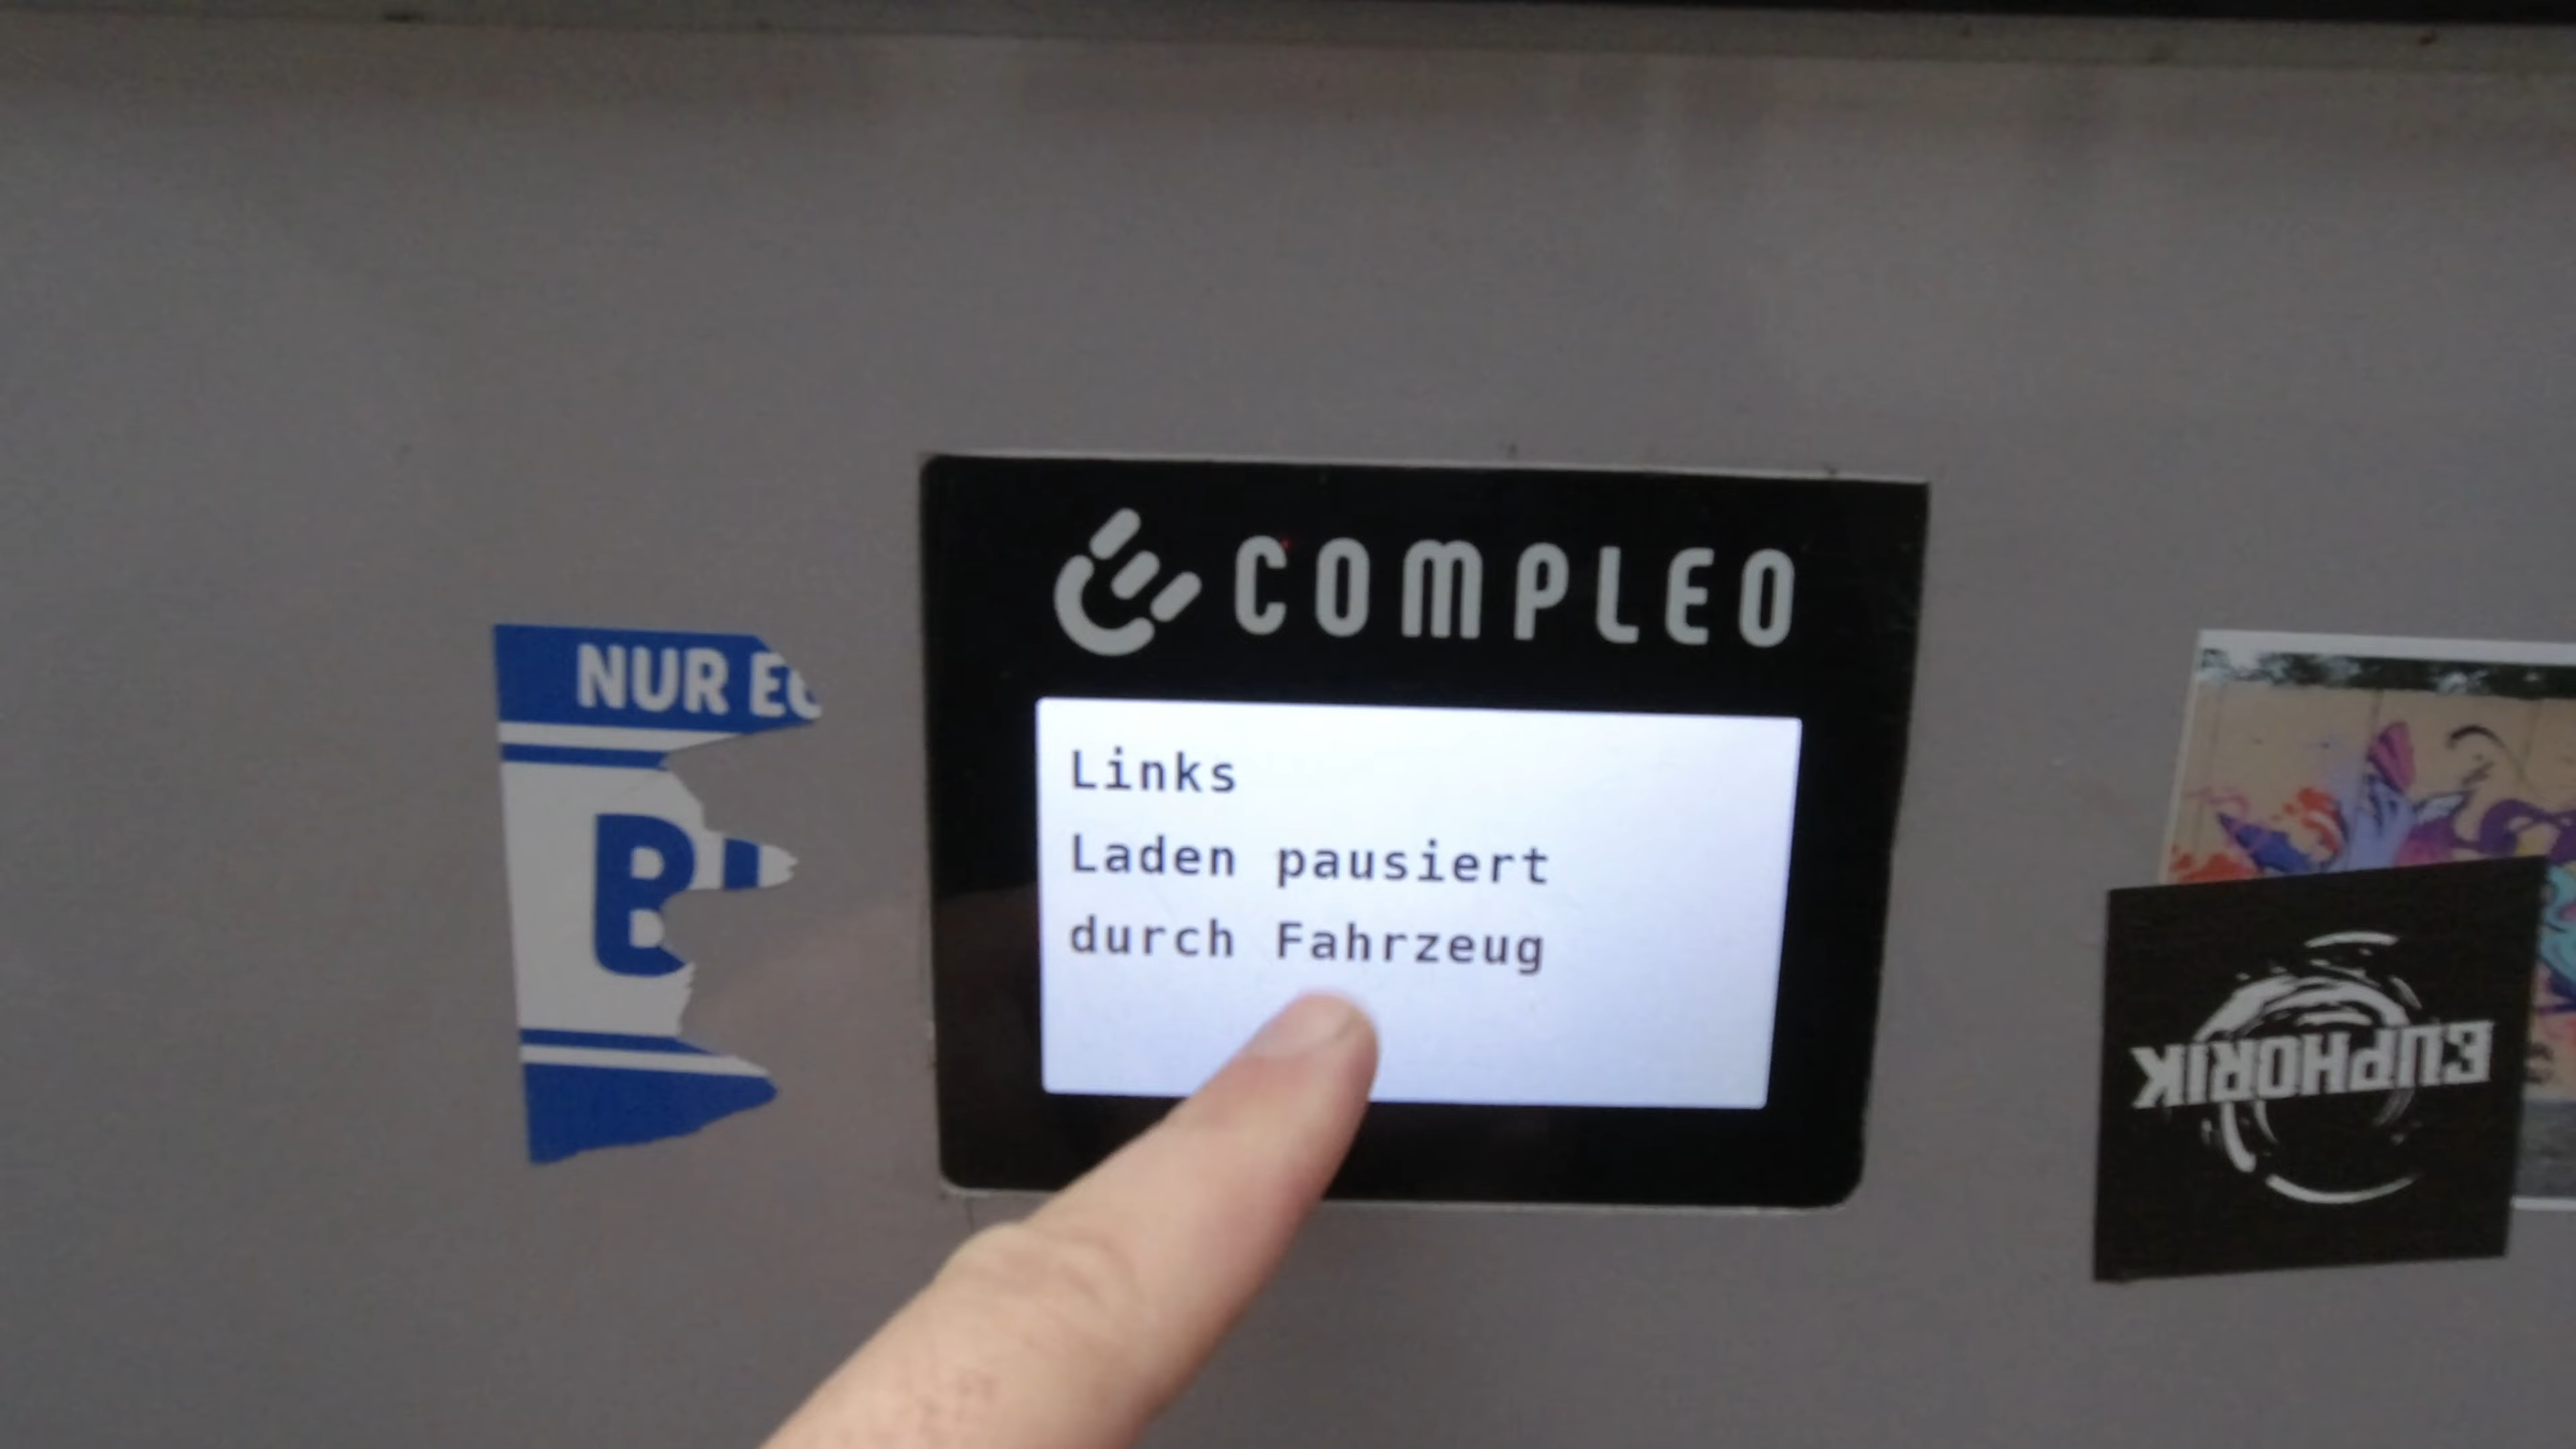 COMPLEO
Links
Laden pausiert
durch Fahrzeug
NUR
B
EUPHORIK